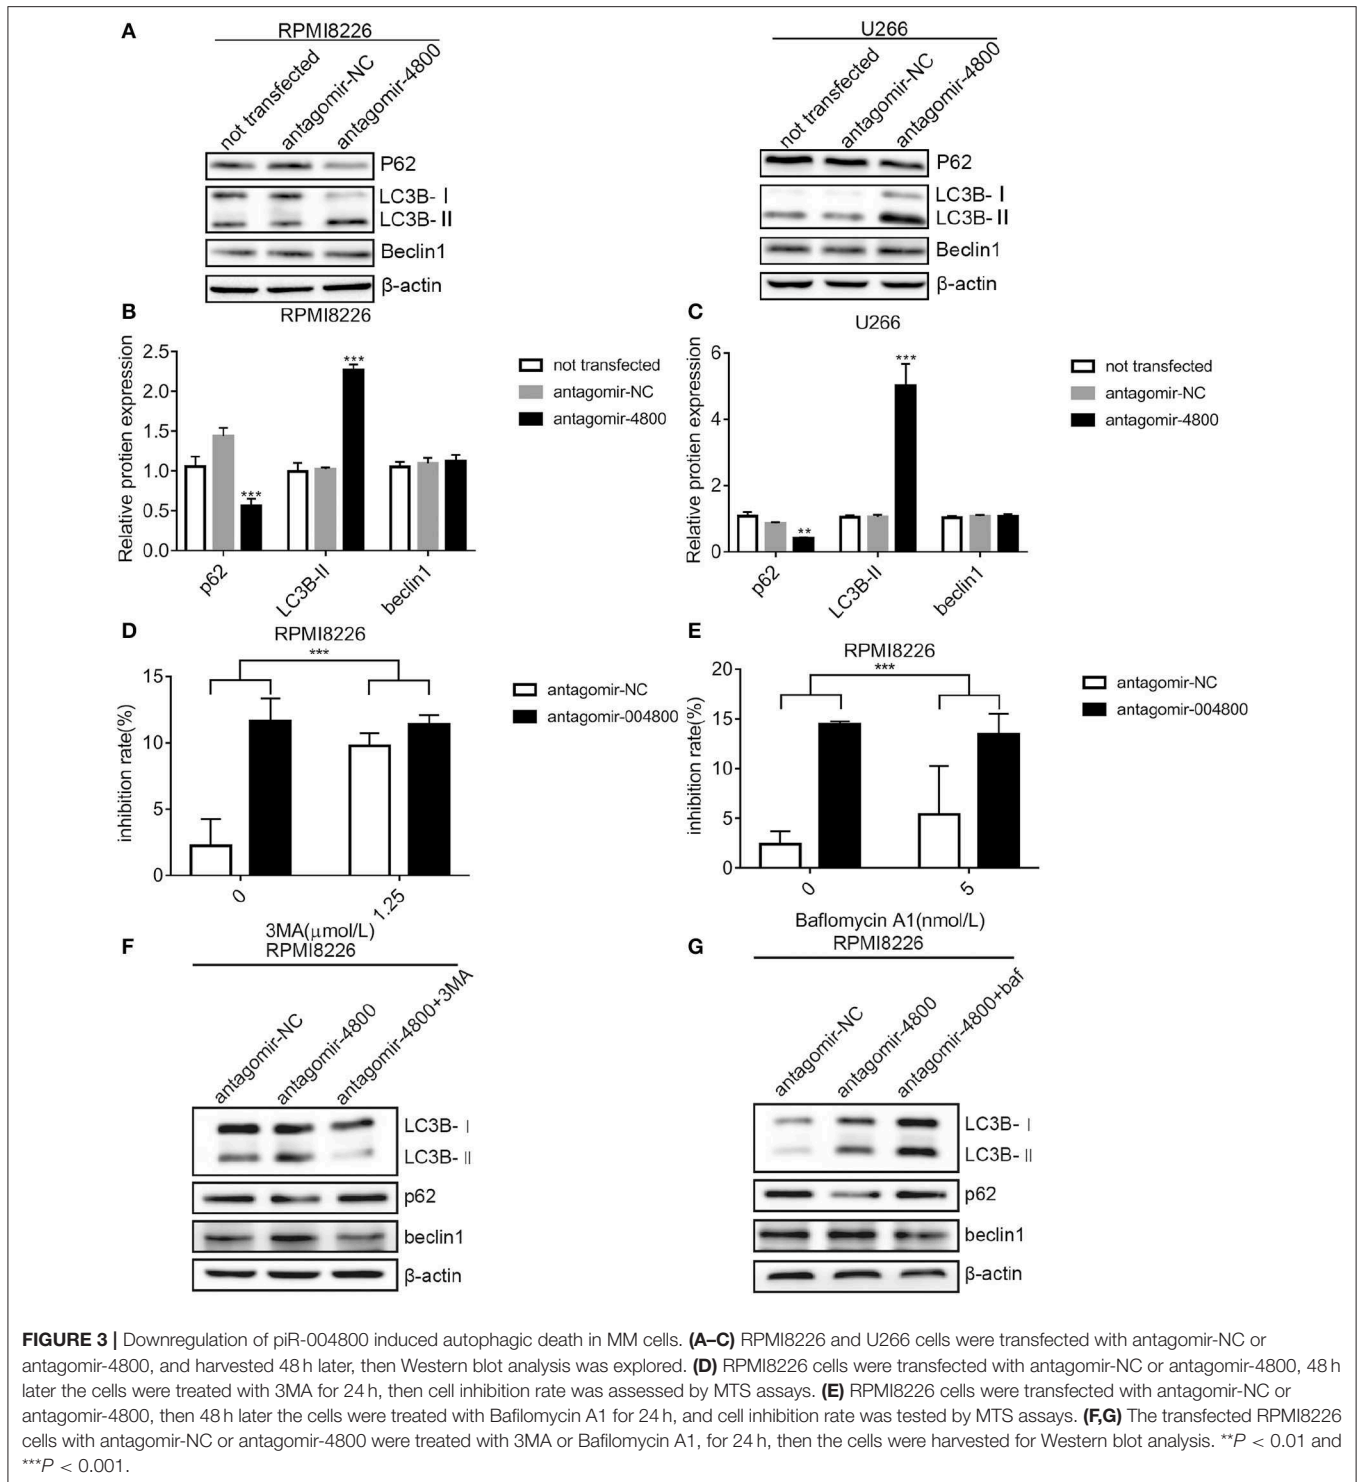 A
RPMI8226
not transfected
antagomir-NC
antagomir-4800
P62
LC3B- I
LC3B- II
Beclin1
β-actin
U266
not transfected
antagomir-NC
antagomir-4800
P62
LC3B- I
LC3B- II
Beclin1
β-actin
B
RPMI8226
Relative protien expression
2.5
2.0
1.5
1.0
0.5
0.0
***
***
p62
LC3B-II
beclin1
not transfected
antagomir-NC
antagomir-4800
C
U266
Relative protien expression
6
4
2
0
**
***
p62
LC3B-II
beclin1
not transfected
antagomir-NC
antagomir-4800
D
RPMI8226
***
inhibition rate(%)
15
10
5
0
0
1.25
3MA(μmol/L)
antagomir-NC
antagomir-004800
E
RPMI8226
***
inhibition rate(%)
20
15
10
5
0
0
5
Baflomycin A1(nmol/L)
antagomir-NC
antagomir-004800
F
RPMI8226
antagomir-NC
antagomir-4800
antagomir-4800+3MA
LC3B- I
LC3B- II
p62
beclin1
β-actin
G
RPMI8226
antagomir-NC
antagomir-4800
antagomir-4800+baf
LC3B- I
LC3B- II
p62
beclin1
β-actin
FIGURE 3 | Downregulation of piR-004800 induced autophagic death in MM cells. (A–C) RPMI8226 and U266 cells were transfected with antagomir-NC or
antagomir-4800, and harvested 48 h later, then Western blot analysis was explored. (D) RPMI8226 cells were transfected with antagomir-NC or antagomir-4800, 48 h
later the cells were treated with 3MA for 24 h, then cell inhibition rate was assessed by MTS assays. (E) RPMI8226 cells were transfected with antagomir-NC or
antagomir-4800, then 48 h later the cells were treated with Bafilomycin A1 for 24 h, and cell inhibition rate was tested by MTS assays. (F,G) The transfected RPMI8226
cells with antagomir-NC or antagomir-4800 were treated with 3MA or Bafilomycin A1, for 24 h, then the cells were harvested for Western blot analysis. **P < 0.01 and
***P < 0.001.